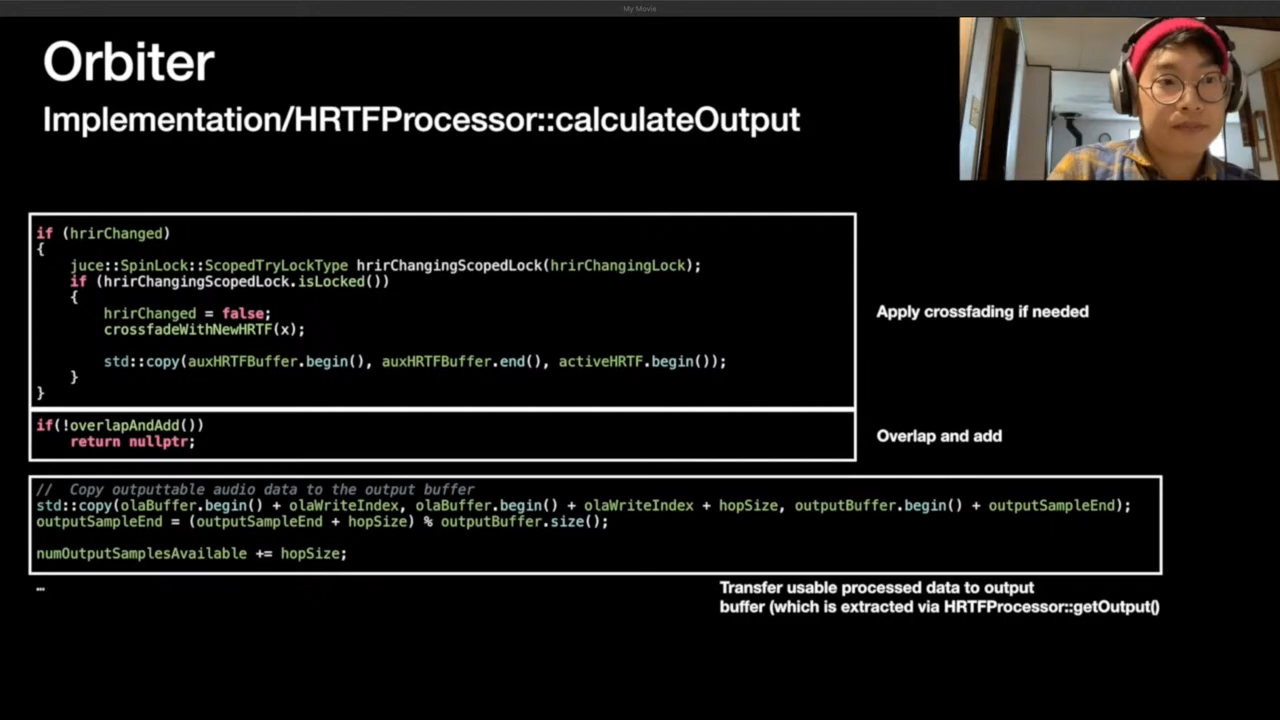 My Movie
Orbiter
Implementation/HRTFProcessor::calculateOutput
if (hrirChanged)
{
juce::SpinLock::ScopedTryLockType hrirChangingScopedLock(hrirChangingLock);
if (hrirChangingScopedLock.isLocked())
{
hrirChanged = false;
crossfadeWithNewHRTF(x);
std::copy(auxHRTFBuffer.begin(), auxHRTFBuffer.end(), activeHRTF.begin());
}
}
Apply crossfading if needed
if(!overlapAndAdd())
return nullptr;
Overlap and add
// Copy outputtable audio data to the output buffer
std::copy(olaBuffer.begin() + olaWriteIndex, olaBuffer.begin() + olaWriteIndex + hopSize, outputBuffer.begin() + outputSampleEnd);
outputSampleEnd = (outputSampleEnd + hopSize) % outputBuffer.size();
numOutputSamplesAvailable += hopSize;
…
Transfer usable processed data to output
buffer (which is extracted via HRTFProcessor::getOutput()